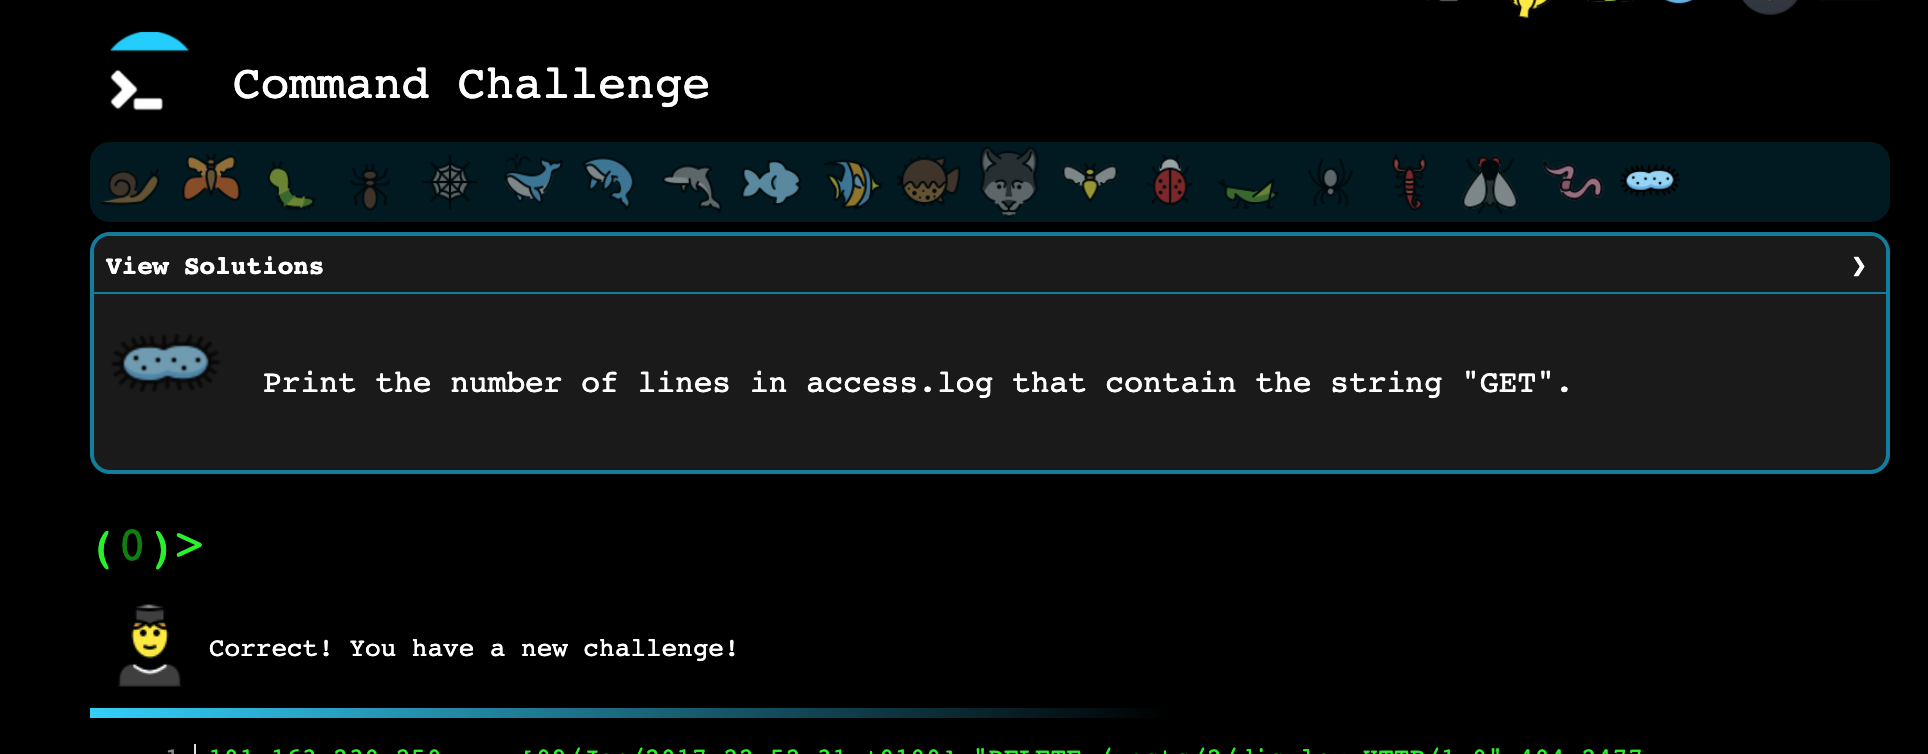 Command Challenge
View Solutions ❯
Print the number of lines in access.log that contain the string "GET".
(0)>
Correct! You have a new challenge!